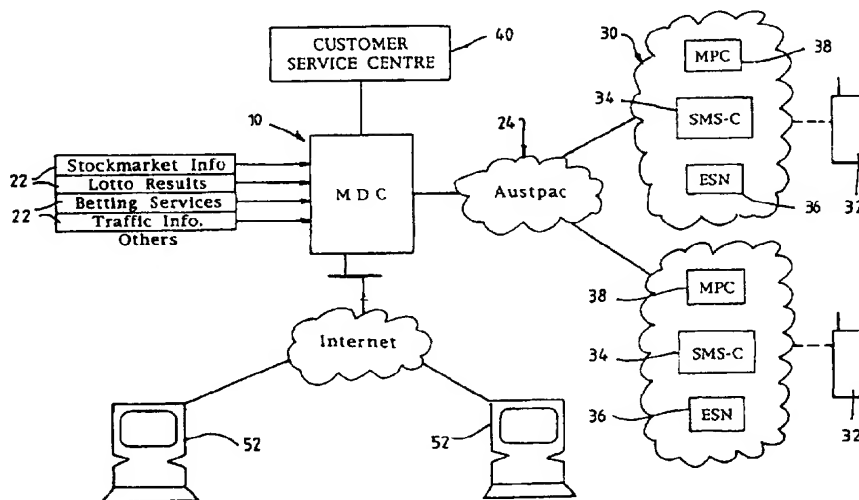 CUSTOMER
SERVICE CENTRE
40
30
MPC
38
34
SMS-C
10
24
22
Stockmarket Info
Lotto Results
MDC
Austpac
ESN
22
Betting Services
Traffic Info.
36
32
Others
38
MPC
Internet
34
SMS-C
36
ESN
52
52
32